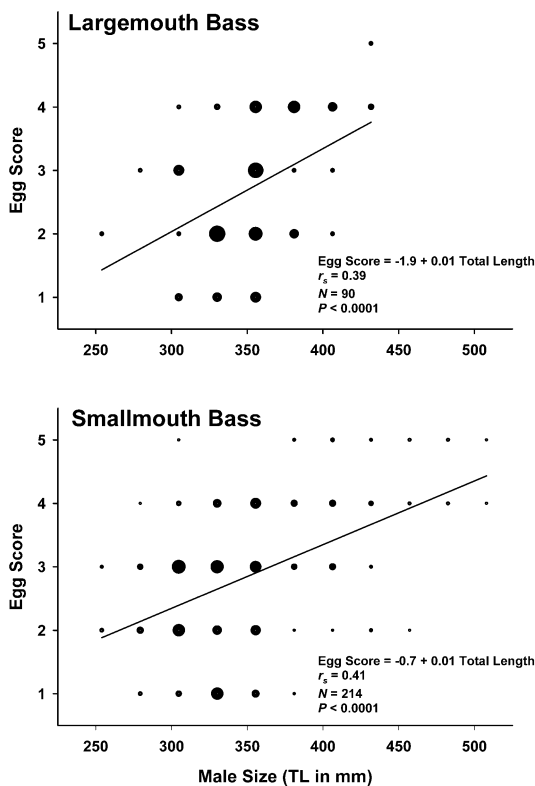 Largemouth Bass
5
4
3
2
1
Egg Score
Egg Score = -1.9 + 0.01 Total Length
rs = 0.39
N = 90
P < 0.0001
250 300 350 400 450 500
Smallmouth Bass
5
4
3
2
1
Egg Score
Egg Score = -0.7 + 0.01 Total Length
rs = 0.41
N = 214
P < 0.0001
250 300 350 400 450 500
Male Size (TL in mm)